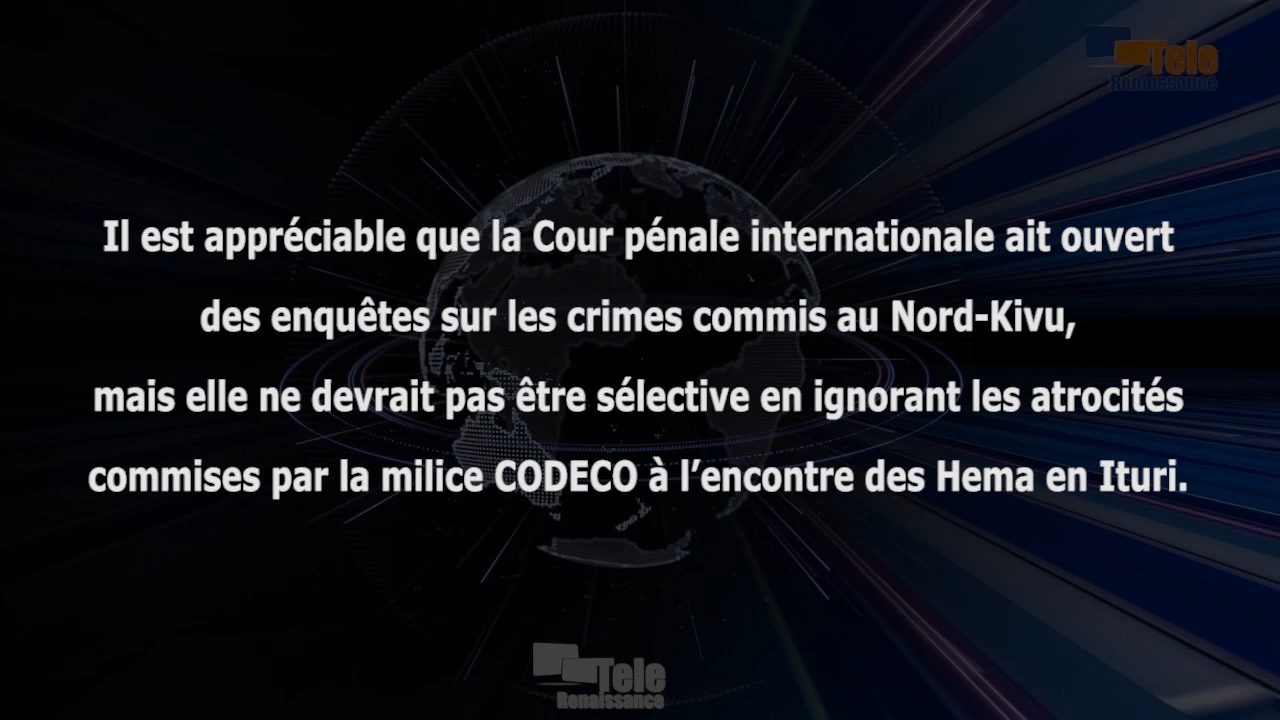 Tele
Renaissance
Il est appréciable que la Cour pénale internationale ait ouvert
des enquêtes sur les crimes commis au Nord-Kivu,
mais elle ne devrait pas être sélective en ignorant les atrocités
commises par la milice CODECO à l’encontre des Hema en Ituri.
Tele
Renaissance